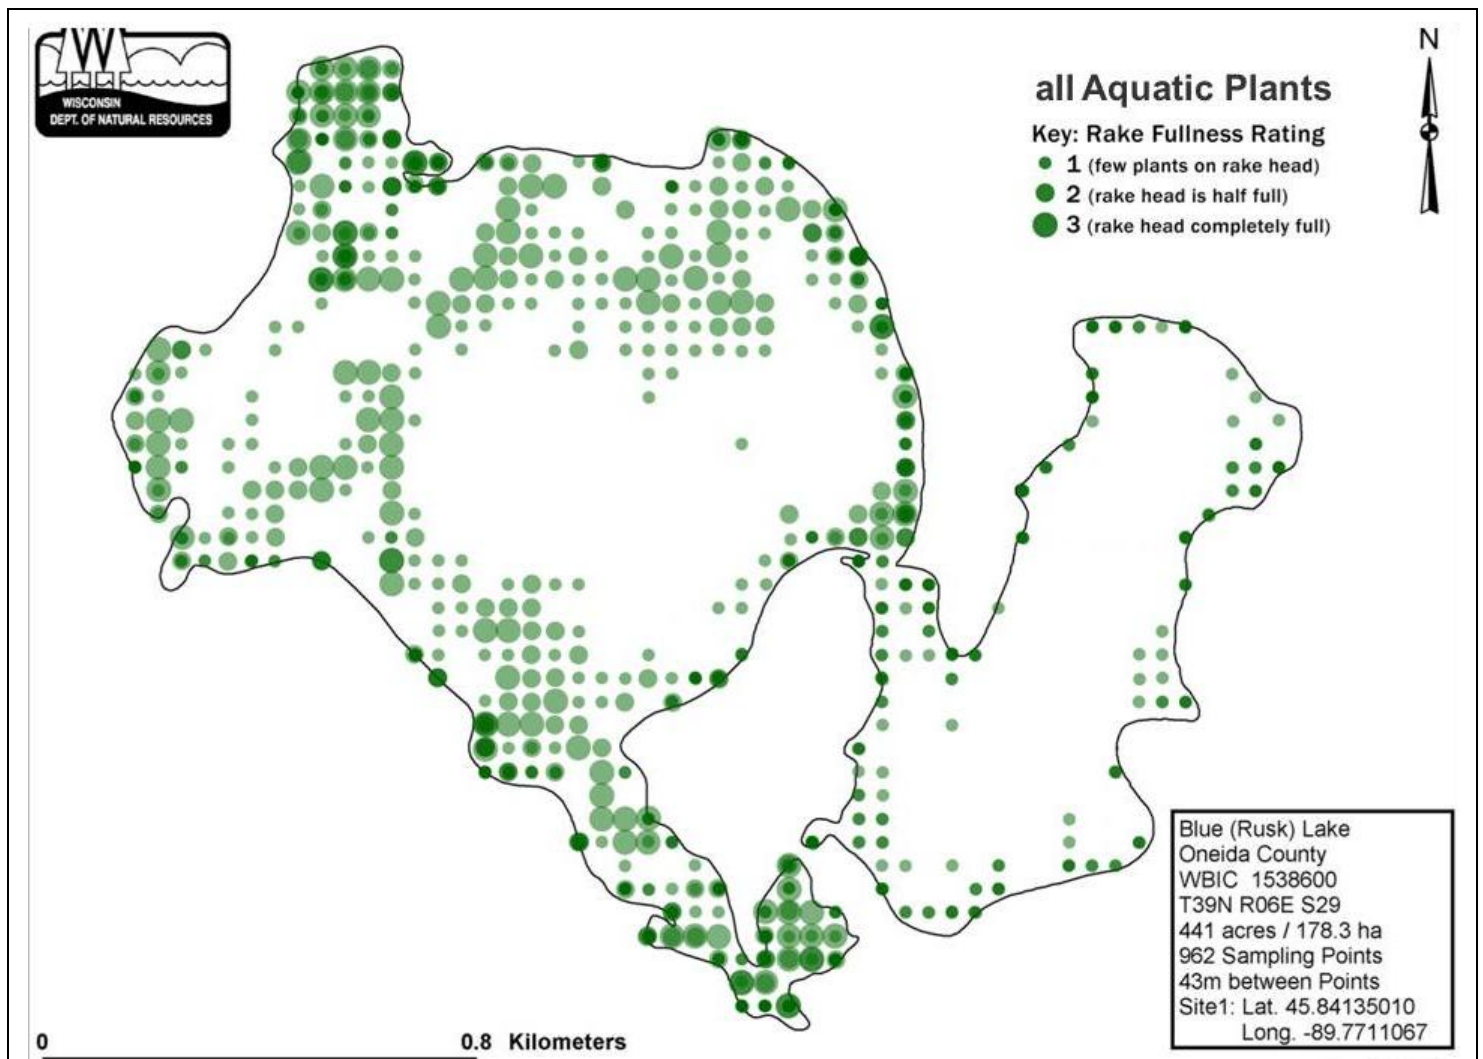 W
WISCONSIN
DEPT. OF NATURAL RESOURCES
N
all Aquatic Plants
Key: Rake Fullness Rating
1 (few plants on rake head)
2 (rake head is half full)
3 (rake head completely full)
Blue (Rusk) Lake
Oneida County
WBIC 1538600
T39N R06E S29
441 acres / 178.3 ha
962 Sampling Points
43m between Points
Site1: Lat. 45.84135010
Long. -89.7711067
0 0.8 Kilometers